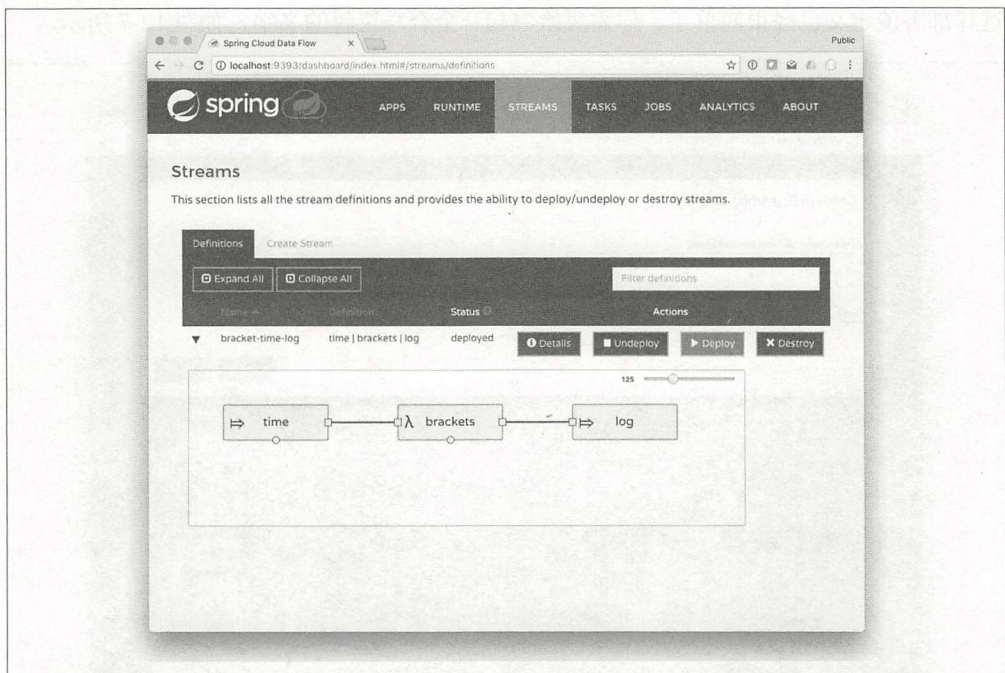 Spring Cloud Data Flow
Public
localhost:9393/dashboard/index.html#/streams/definitions
spring
APPS RUNTIME STREAMS TASKS JOBS ANALYTICS ABOUT
Streams
This section lists all the stream definitions and provides the ability to deploy/undeploy or destroy streams.
Definitions Create Stream
Expand All Collapse All Filter definitions
Name Definition Status Actions
bracket-time-log time | brackets | log deployed Details Undeploy Deploy Destroy
125
time λ brackets log